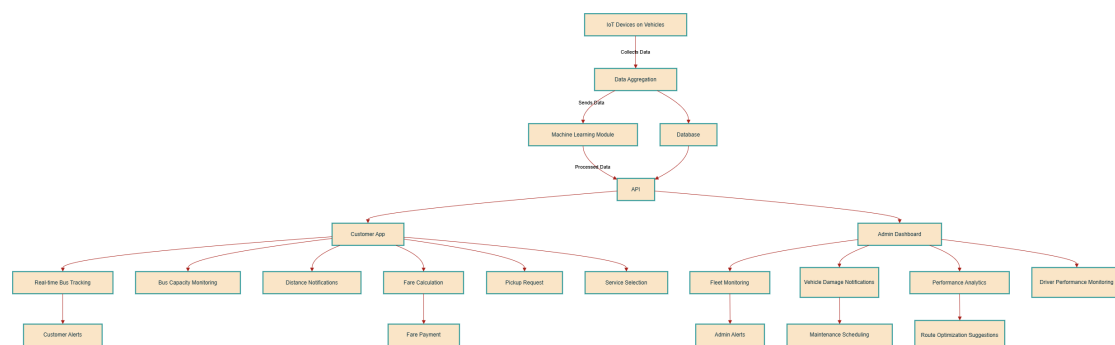 IoT Devices on Vehicles
Collects Data
Data Aggregation
Sends Data
Machine Learning Module
Database
Processed Data
API
Customer App
Admin Dashboard
Real-time Bus Tracking
Bus Capacity Monitoring
Distance Notifications
Fare Calculation
Pickup Request
Service Selection
Fleet Monitoring
Vehicle Damage Notifications
Performance Analytics
Driver Performance Monitoring
Customer Alerts
Fare Payment
Admin Alerts
Maintenance Scheduling
Route Optimization Suggestions